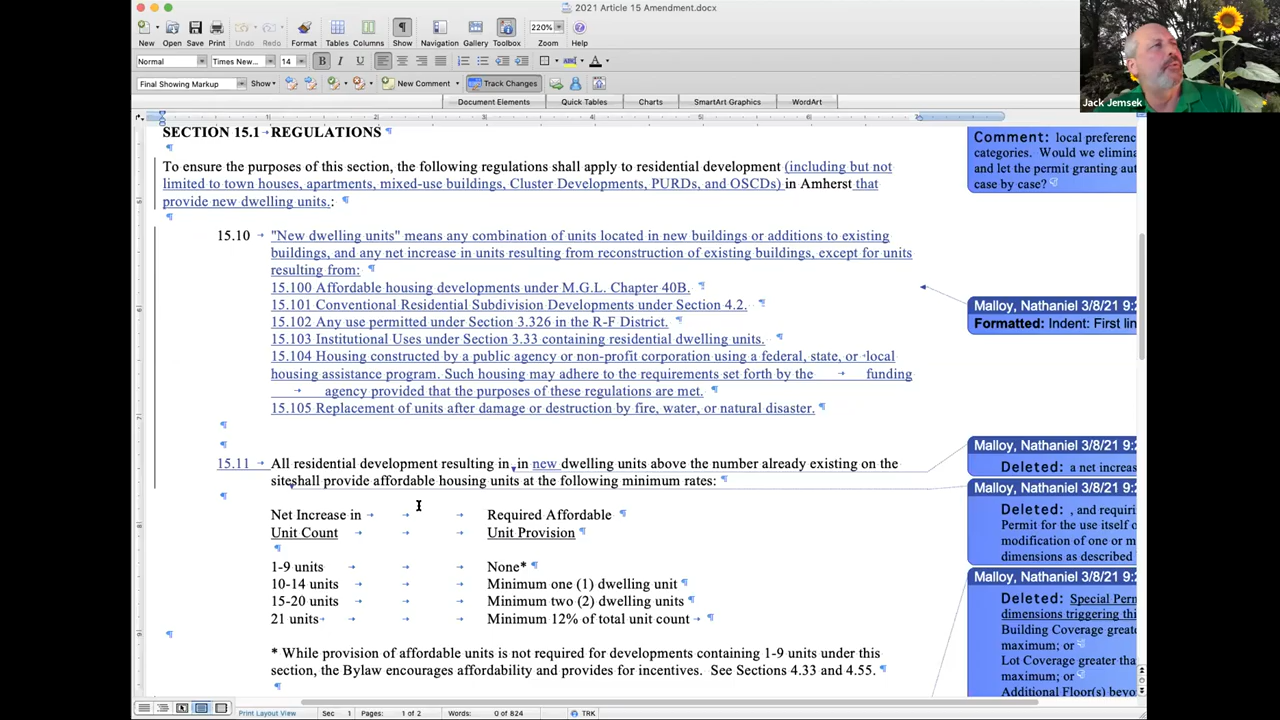 2021 Article 15 Amendment.docx
New Open Save Print Undo Redo Format Tables Columns Show Navigation Gallery Toolbox Zoom Help
220%
Normal Times New... 14 B I U
Final Showing Markup Show New Comment Track Changes
Document Elements Quick Tables Charts SmartArt Graphics WordArt
Jack Jemsek
SECTION 15.1 REGULATIONS
To ensure the purposes of this section, the following regulations shall apply to residential development (including but not
limited to town houses, apartments, mixed-use buildings, Cluster Developments, PURDs, and OSCDs) in Amherst that
provide new dwelling units.:
15.10 "New dwelling units" means any combination of units located in new buildings or additions to existing
buildings, and any net increase in units resulting from reconstruction of existing buildings, except for units
resulting from:
15.100 Affordable housing developments under M.G.L. Chapter 40B.
15.101 Conventional Residential Subdivision Developments under Section 4.2.
15.102 Any use permitted under Section 3.326 in the R-F District.
15.103 Institutional Uses under Section 3.33 containing residential dwelling units.
15.104 Housing constructed by a public agency or non-profit corporation using a federal, state, or local
housing assistance program. Such housing may adhere to the requirements set forth by the funding
agency provided that the purposes of these regulations are met.
15.105 Replacement of units after damage or destruction by fire, water, or natural disaster.
15.11 All residential development resulting in in new dwelling units above the number already existing on the
siteshall provide affordable housing units at the following minimum rates:
Net Increase in Required Affordable
Unit Count Unit Provision
1-9 units None*
10-14 units Minimum one (1) dwelling unit
15-20 units Minimum two (2) dwelling units
21 units Minimum 12% of total unit count
* While provision of affordable units is not required for developments containing 1-9 units under this
section, the Bylaw encourages affordability and provides for incentives. See Sections 4.33 and 4.55.
Comment: local preferenc
categories. Would we elimina
and let the permit granting aut
case by case?
Malloy, Nathaniel 3/8/21 9:2
Formatted: Indent: First lin
Malloy, Nathaniel 3/8/21 9:2
Deleted: a net increas
Malloy, Nathaniel 3/8/21 9:2
Deleted: , and requiri
Permit for the use itself o
modification of one or m
dimensions as described
Malloy, Nathaniel 3/8/21 9:2
Deleted: Special Perm
dimensions triggering thi
Building Coverage greate
maximum; or
Lot Coverage greater tha
maximum; or
Additional Floor(s) beyo
Print Layout View Sec 1 Pages: 1 of 2 Words: 0 of 824 TRK